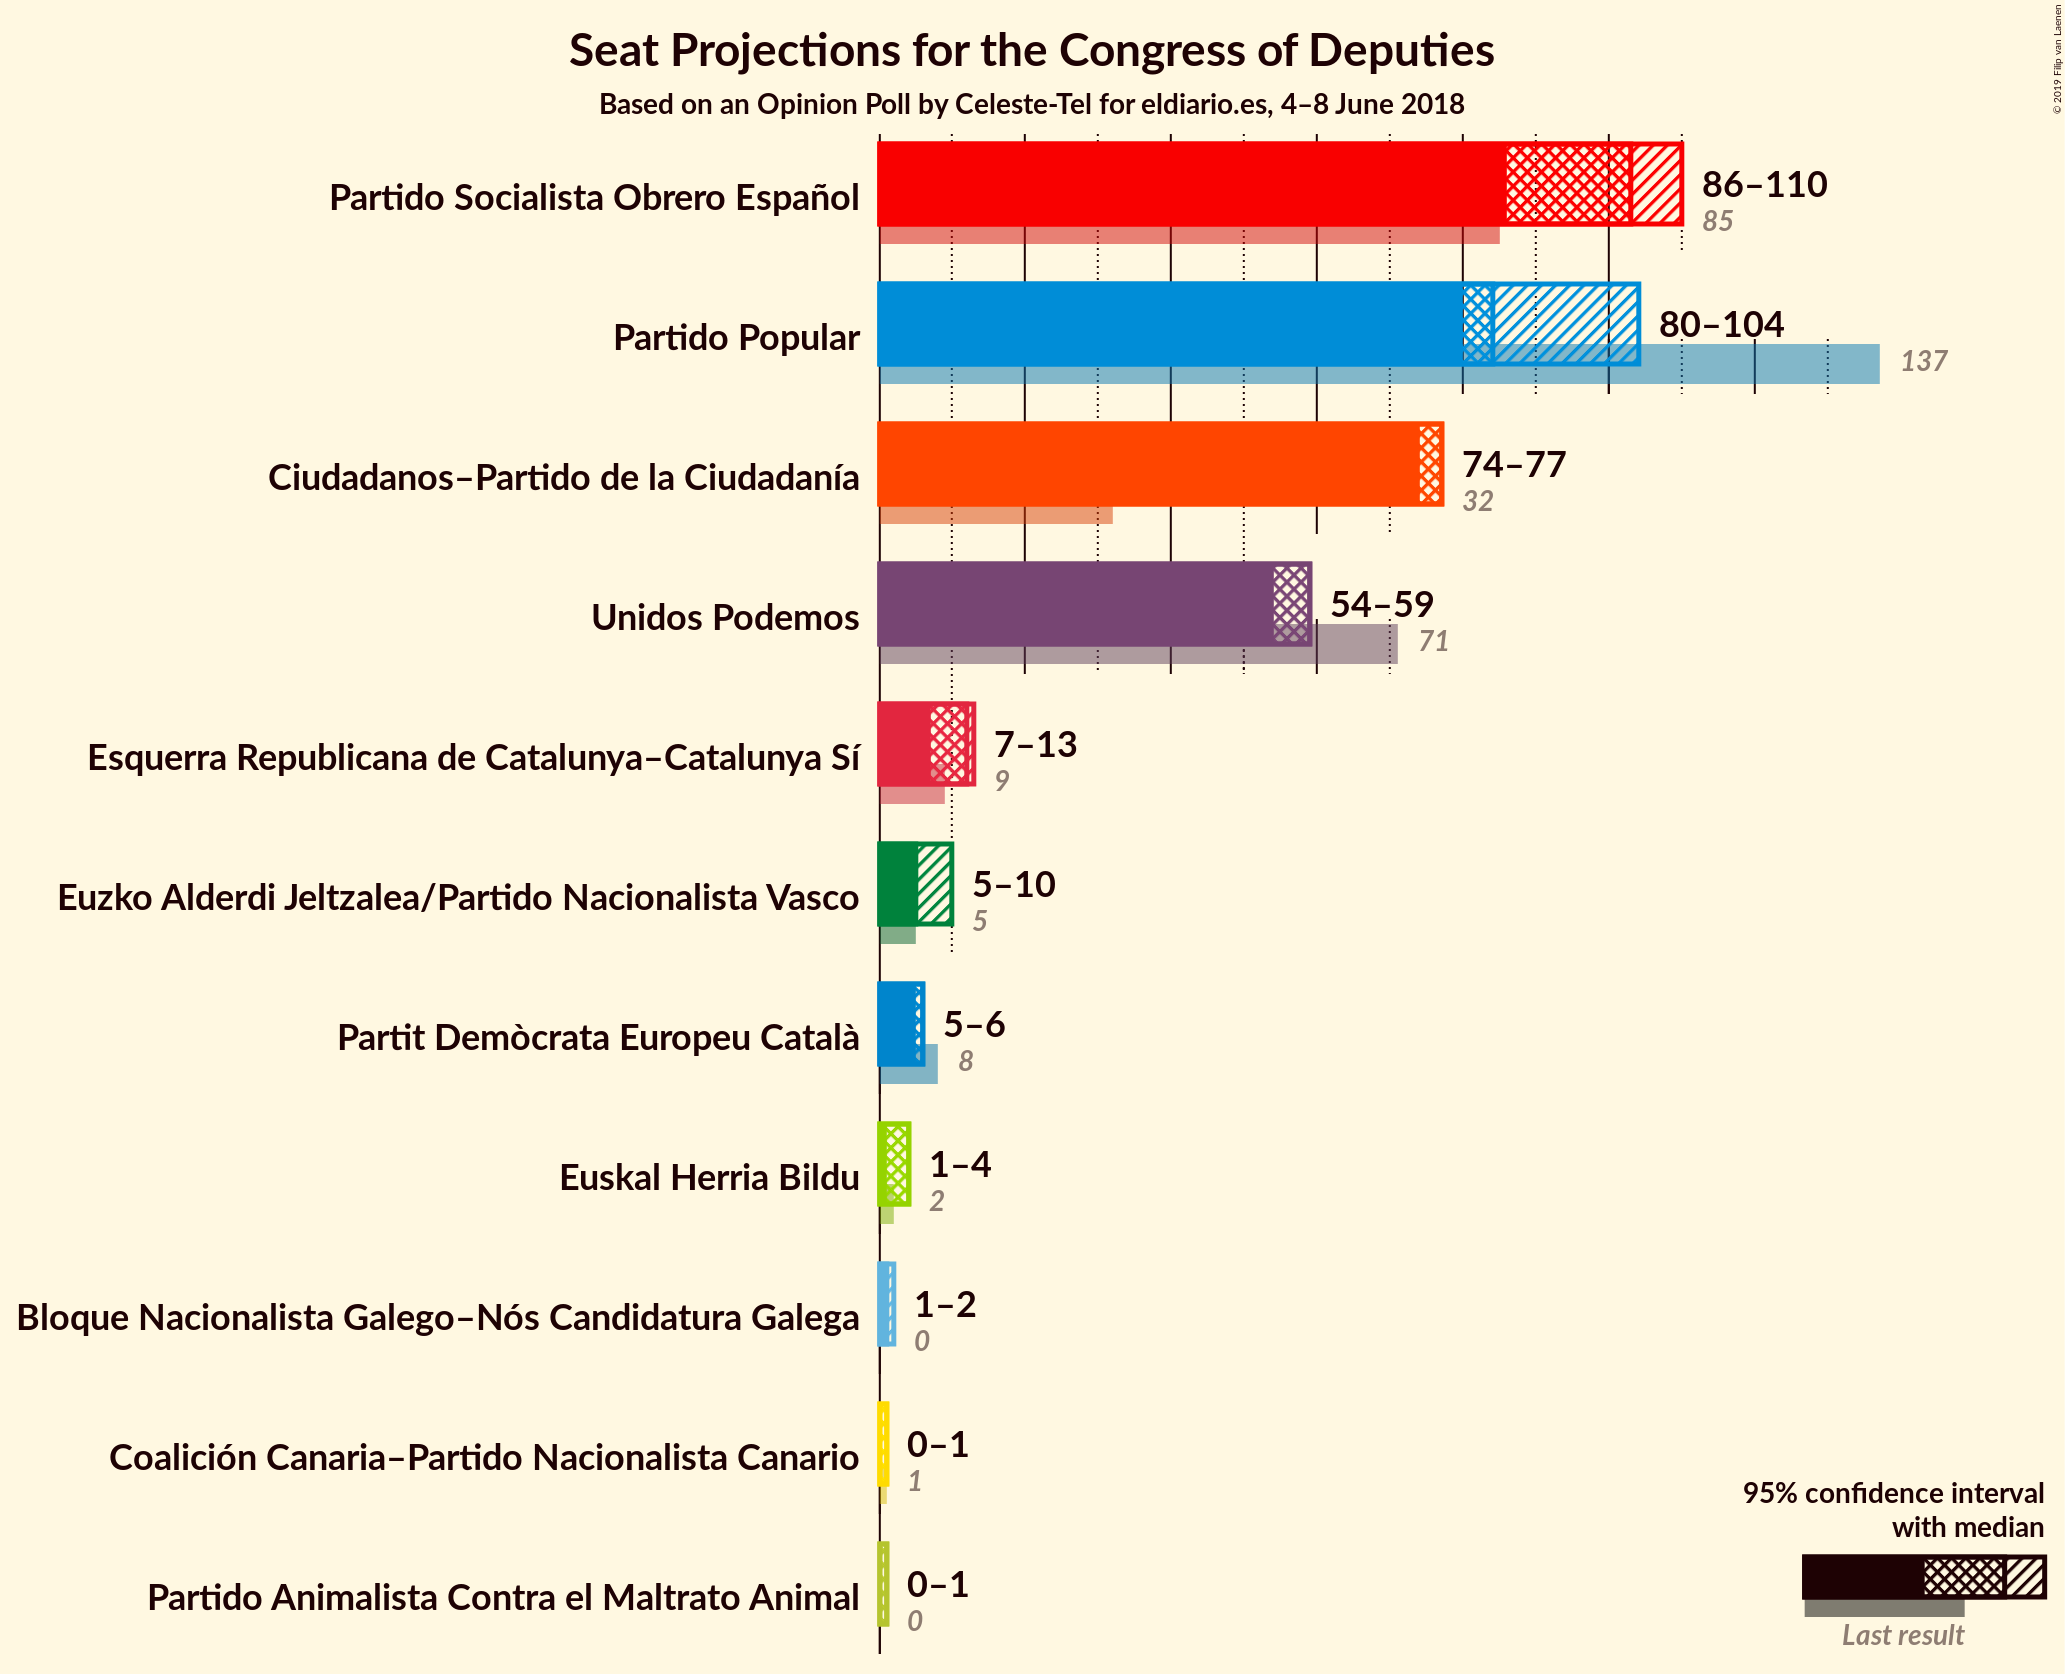 Seat Projections for the Congress of Deputies
Based on an Opinion Poll by Celeste-Tel for eldiario.es, 4–8 June 2018
© 2019 Filip van Laenen
Partido Socialista Obrero Español
86–110
85
Partido Popular
80–104
137
Ciudadanos–Partido de la Ciudadanía
74–77
32
Unidos Podemos
54–59
71
Esquerra Republicana de Catalunya–Catalunya Sí
7–13
9
Euzko Alderdi Jeltzalea/Partido Nacionalista Vasco
5–10
5
Partit Demòcrata Europeu Català
5–6
8
Euskal Herria Bildu
1–4
2
Bloque Nacionalista Galego–Nós Candidatura Galega
1–2
0
Coalición Canaria–Partido Nacionalista Canario
0–1
1
Partido Animalista Contra el Maltrato Animal
0–1
0
95% confidence interval
with median
Last result